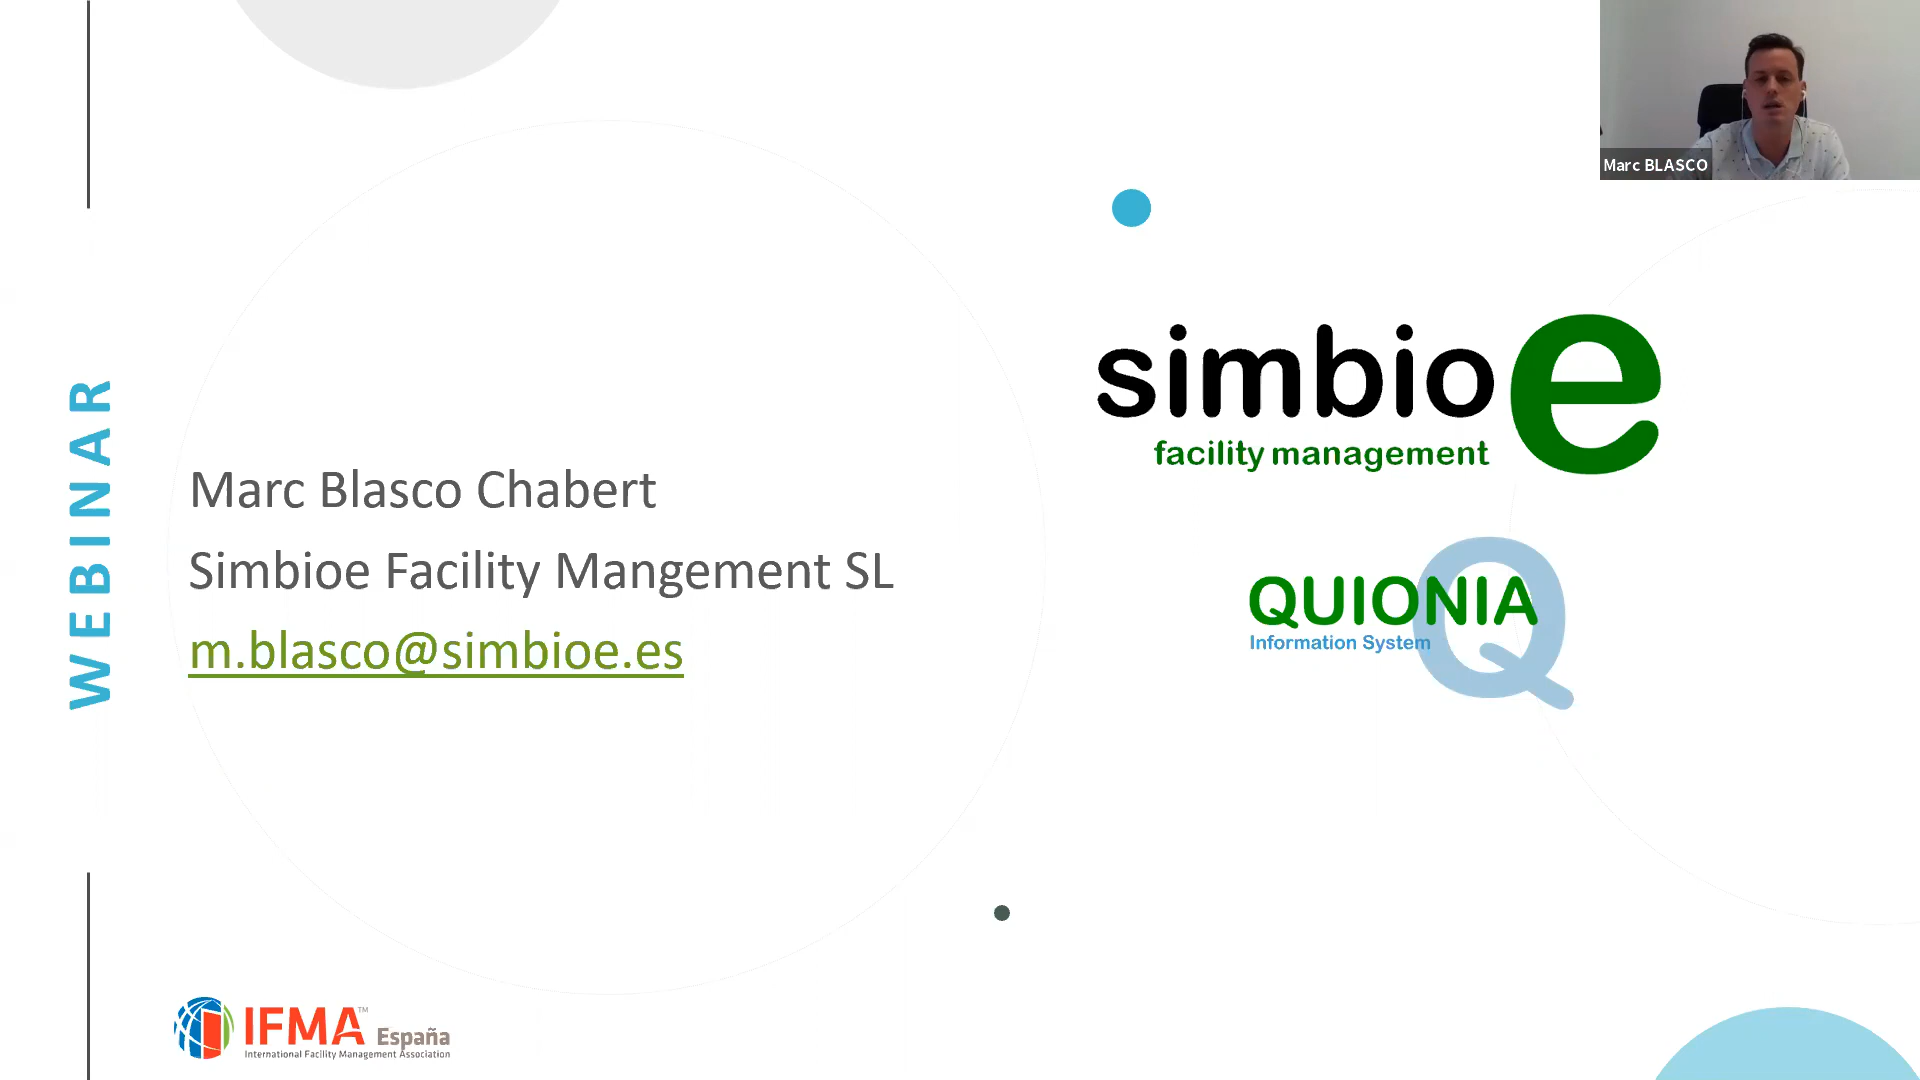 Marc BLASCO
WEBINAR
Marc Blasco Chabert
Simbioe Facility Mangement SL
m.blasco@simbioe.es
simbioe
facility management
QUIONIA
Information System
Q
IFMA™ España
International Facility Management Association